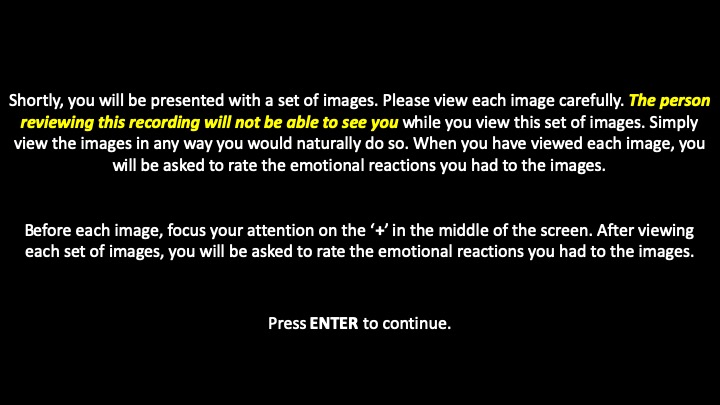 Shortly, you will be presented with a set of images. Please view each image carefully. The person
reviewing this recording will not be able to see you while you view this set of images. Simply
view the images in any way you would naturally do so. When you have viewed each image, you
will be asked to rate the emotional reactions you had to the images.
Before each image, focus your attention on the ‘+’ in the middle of the screen. After viewing
each set of images, you will be asked to rate the emotional reactions you had to the images.
Press ENTER to continue.